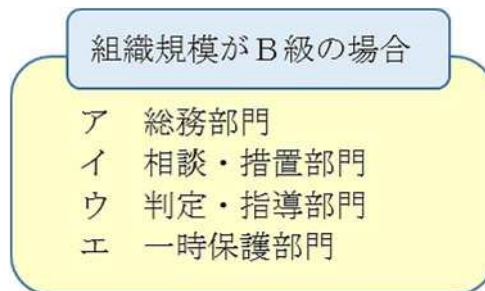 組織規模がB級の場合
ア 総務部門
イ 相談・措置部門
ウ 判定・指導部門
エ 一時保護部門